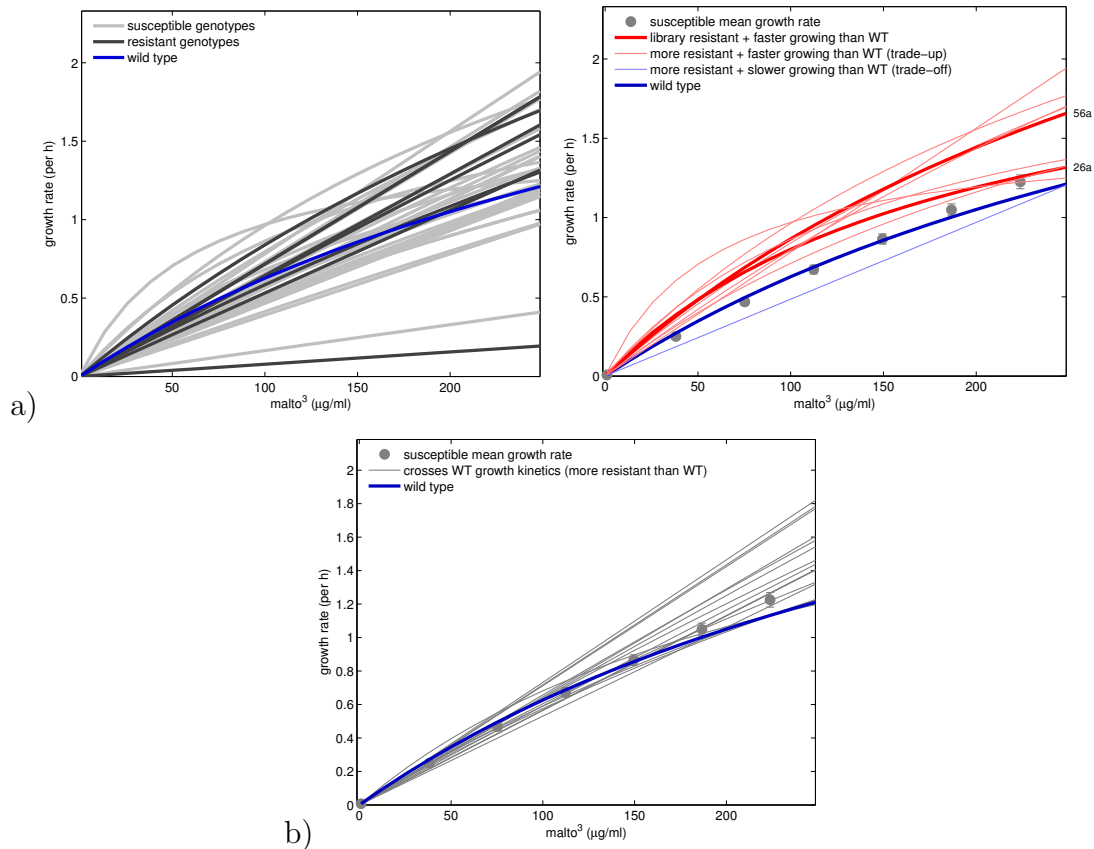 susceptible genotypes
resistant genotypes
wild type
2
1.5
1
0.5
0
50
100
150
200
growth rate (per h)
malto³ (μg/ml)
a)
susceptible mean growth rate
library resistant + faster growing than WT
more resistant + faster growing than WT (trade-up)
more resistant + slower growing than WT (trade-off)
wild type
2
1.5
1
0.5
0
0
50
100
150
200
growth rate (per h)
malto³ (μg/ml)
56a
26a
susceptible mean growth rate
crosses WT growth kinetics (more resistant than WT)
wild type
2
1.8
1.6
1.4
1.2
1
0.8
0.6
0.4
0.2
0
0
50
100
150
200
growth rate (per h)
malto³ (μg/ml)
b)